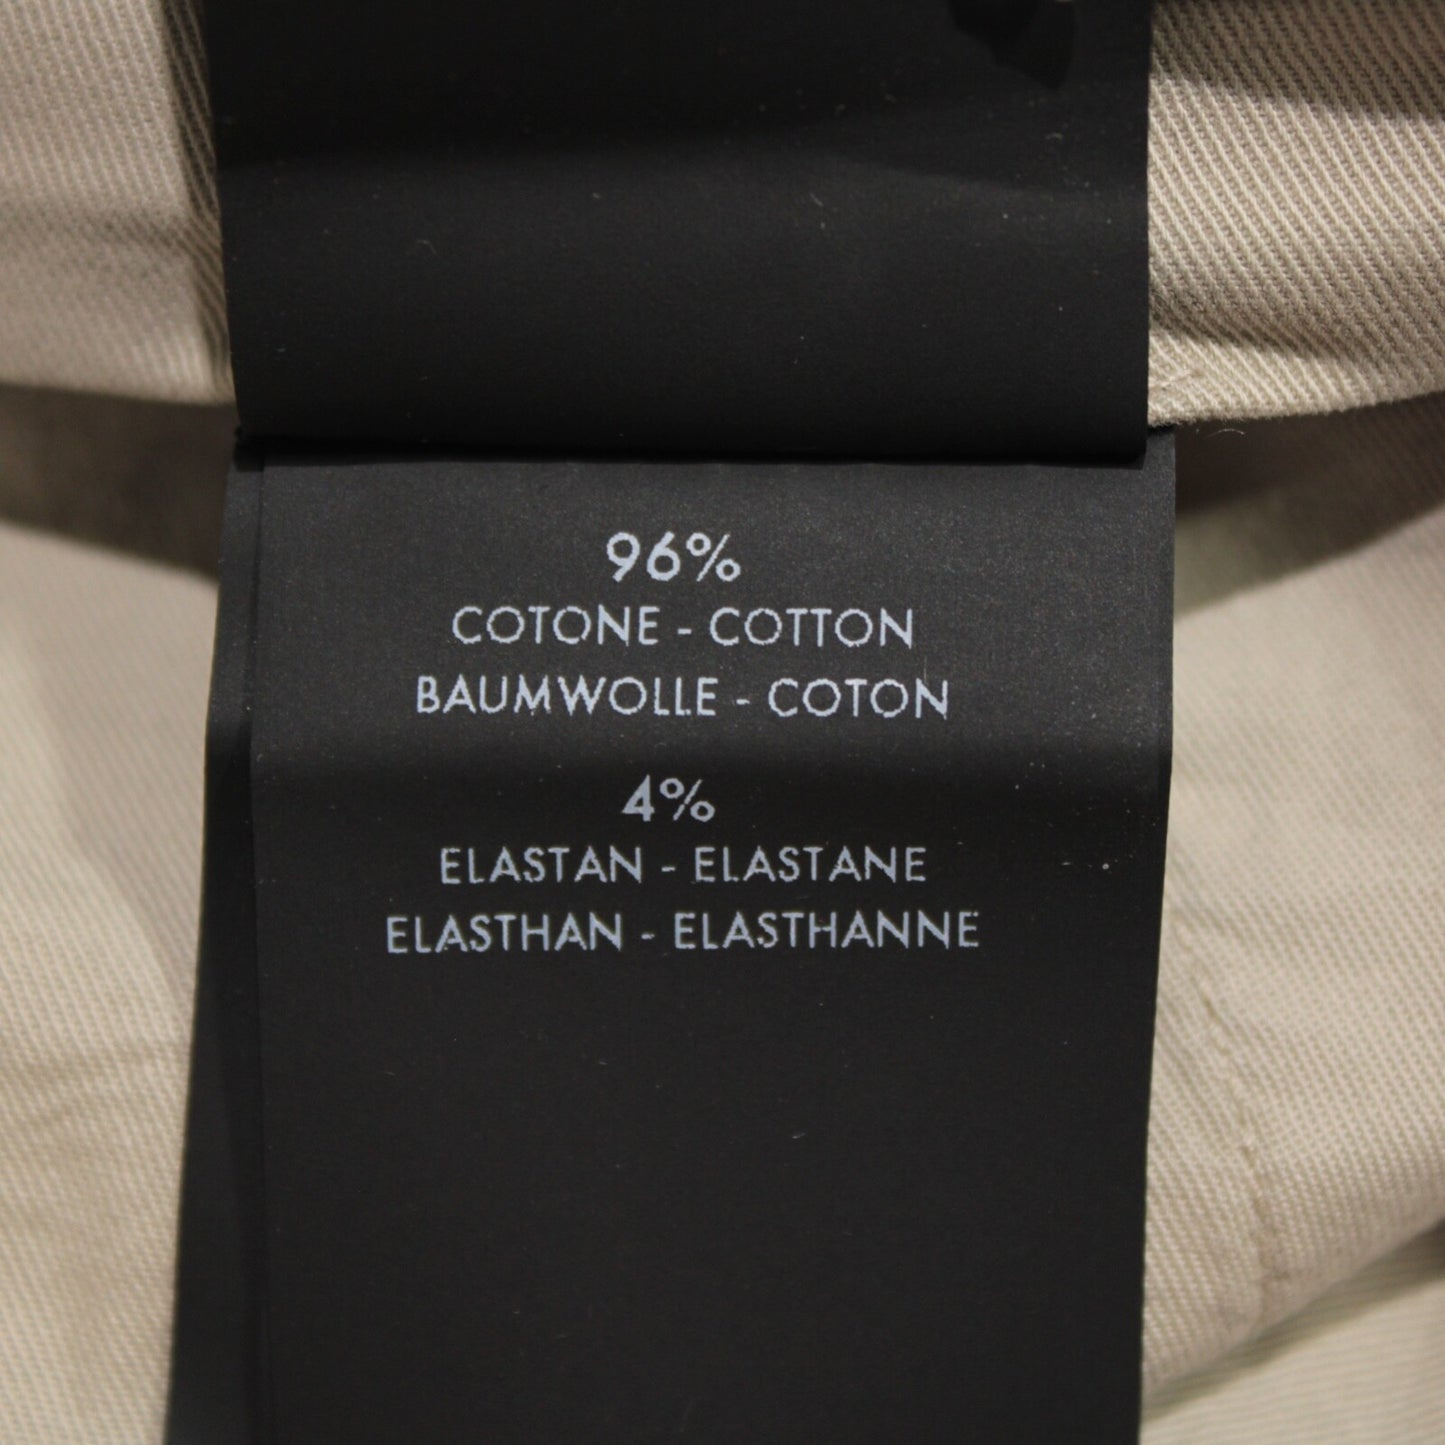 96%
COTONE - COTTON
BAUMWOLLE - COTON
4%
ELASTAN - ELASTANE
ELASTHAN - ELASTHANNE